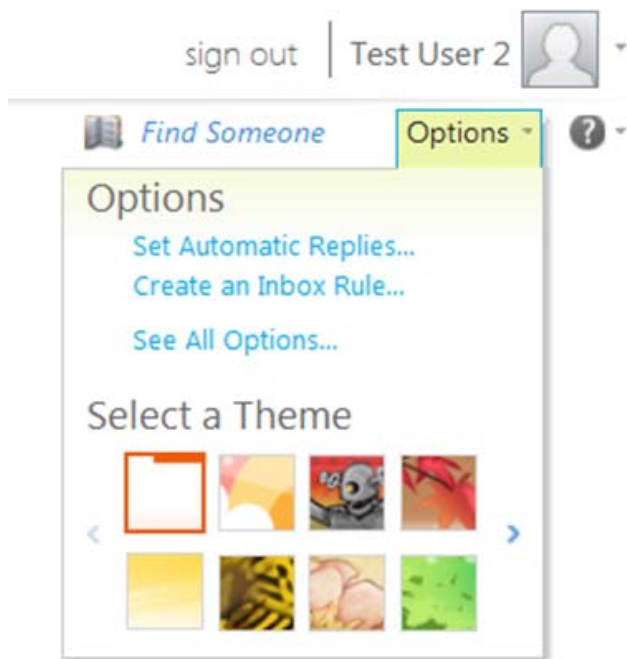 sign out | Test User 2
Find Someone Options ?
Options
Set Automatic Replies...
Create an Inbox Rule...
See All Options...
Select a Theme